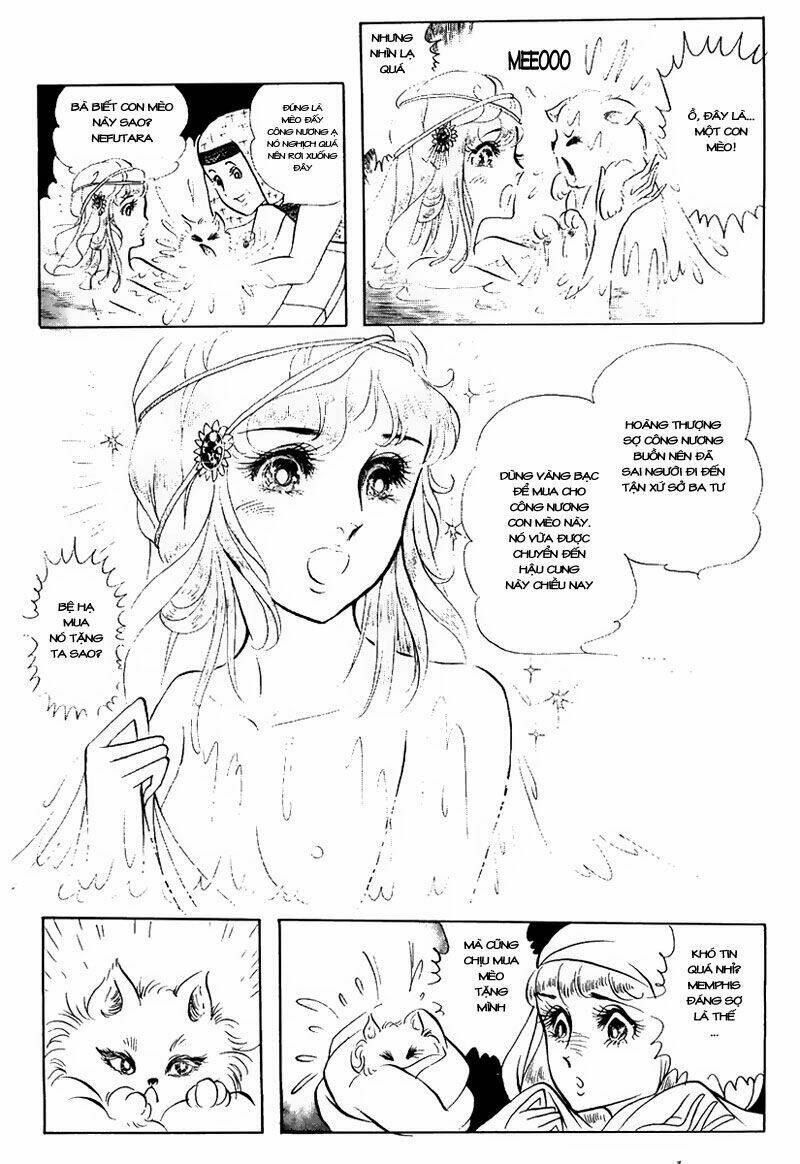 Ồ, ĐÂY LÀ...
MỘT CON
MÈO!
MEEOOO
NHƯNG
NHÌN LẠ
QUÁ
ĐÚNG LÀ
MÈO ĐẤY
CÔNG NƯƠNG Ạ
NÓ NGHỊCH QUÁ
NÊN RƠI XUỐNG
ĐÂY
BÀ BIẾT CON MÈO
NÀY SAO?
NEFUTARA
HOÀNG THƯỢNG
SỢ CÔNG NƯƠNG
BUỒN NÊN ĐÃ
SAI NGƯỜI ĐI ĐẾN
TẬN XỨ SỞ BA TƯ
DÙNG VÀNG BẠC
ĐỂ MUA CHO
CÔNG NƯƠNG
CON MÈO NÀY.
NÓ VỪA ĐƯỢC
CHUYỂN ĐẾN
HẬU CUNG
NÀY CHIỀU NAY
BỆ HẠ
MUA
NÓ TẶNG
TA SAO?
KHÓ TIN
QUÁ NHỈ?
MEMPHIS
ĐÁNG SỢ
LÀ THẾ
...
MÀ CŨNG
CHỊU MUA
MÈO
TẶNG
MÌNH